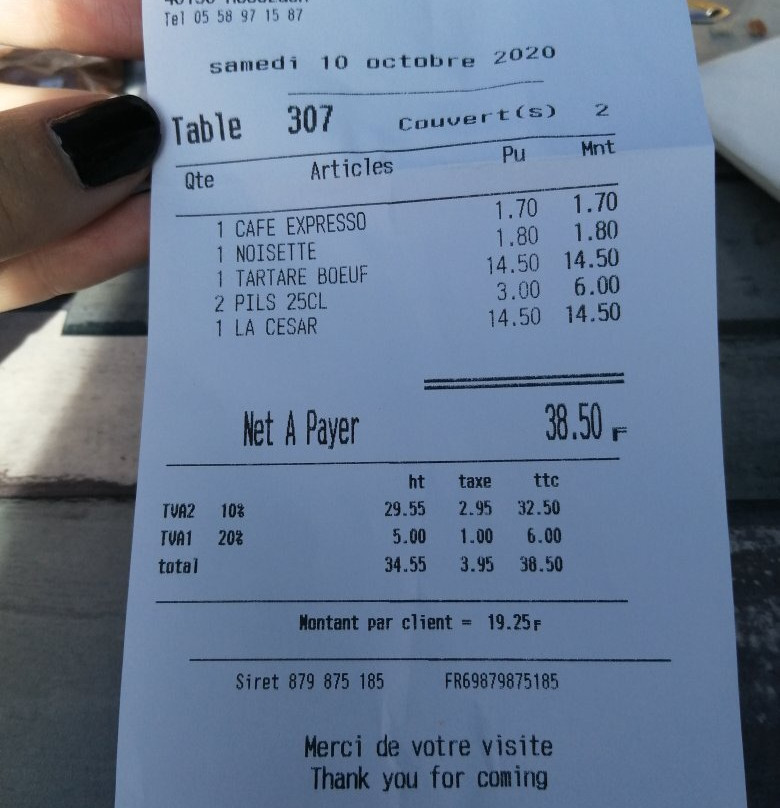 Tel 05 58 97 15 87
samedi 10 octobre 2020
Table 307 Couvert(s) 2
Qte Articles Pu Mnt
1 CAFE EXPRESSO 1.70 1.70
1 NOISETTE 1.80 1.80
1 TARTARE BOEUF 14.50 14.50
2 PILS 25CL 3.00 6.00
1 LA CESAR 14.50 14.50
Net A Payer 38.50 F
ht taxe ttc
TVA2 10% 29.55 2.95 32.50
TVA1 20% 5.00 1.00 6.00
total 34.55 3.95 38.50
Montant par client = 19.25F
Siret 879 875 185 FR69879875185
Merci de votre visite
Thank you for coming